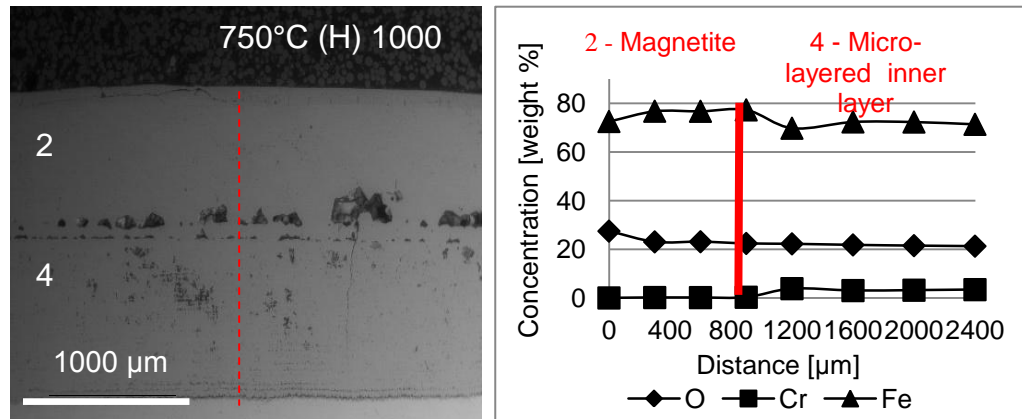 750°C (H) 1000
2
4
1000 µm
2 - Magnetite
4 - Micro-
layered inner
layer
Concentration [weight %]
80
60
40
20
0
0 400 800 1200 1600 2000 2400
Distance [µm]
O Cr Fe